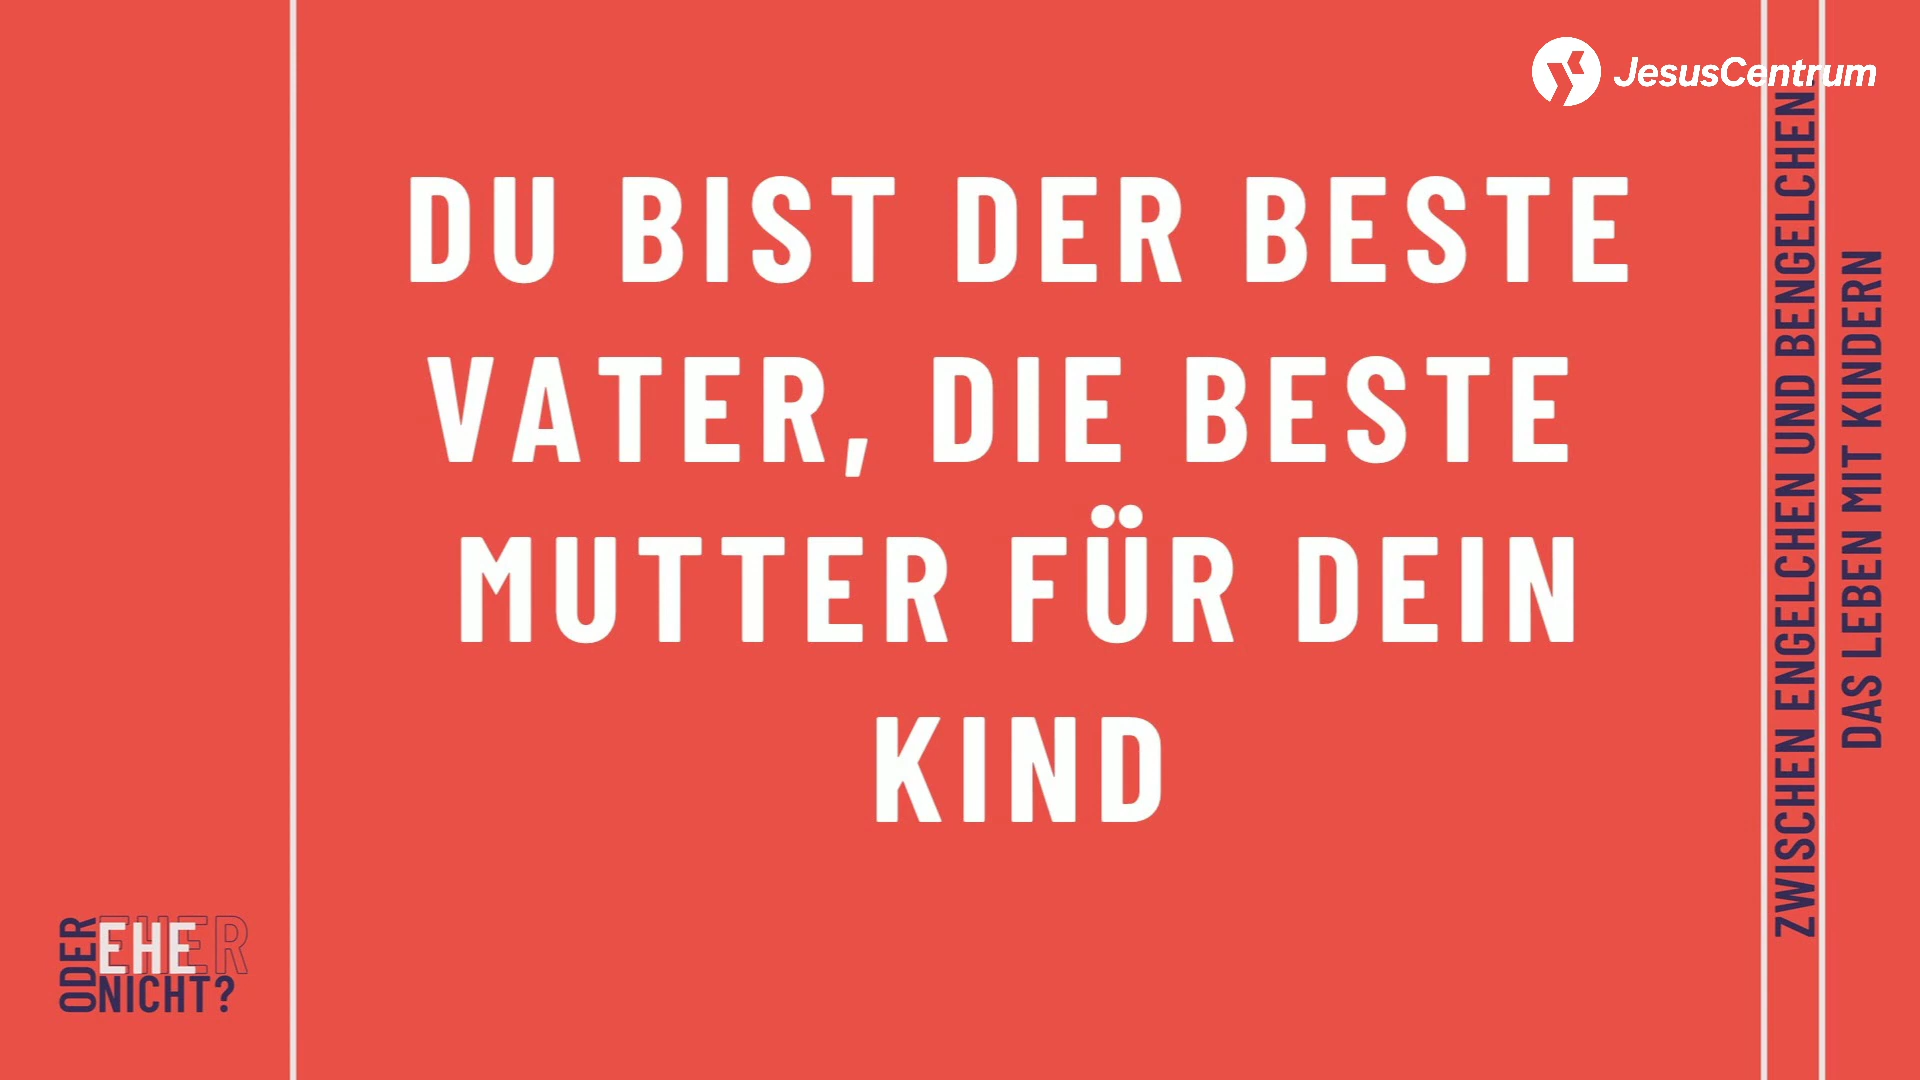 JesusCentrum
DU BIST DER BESTE
VATER, DIE BESTE
MUTTER FÜR DEIN
KIND
ZWISCHEN ENGELCHEN UND BENGELCHEN
DAS LEBEN MIT KINDERN
ODER
EHER
NICHT?